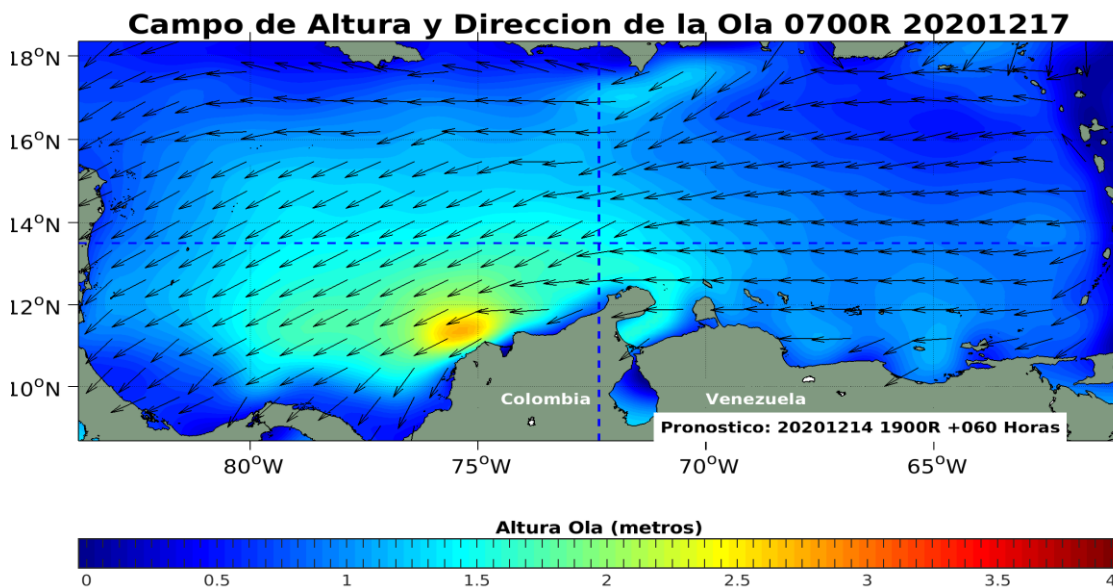 Campo de Altura y Direccion de la Ola 0700R 20201217
18°N
16°N
14°N
12°N
10°N
Colombia Venezuela
Pronostico: 20201214 1900R +060 Horas
80°W 75°W 70°W 65°W
Altura Ola (metros)
0 0.5 1 1.5 2 2.5 3 3.5 4